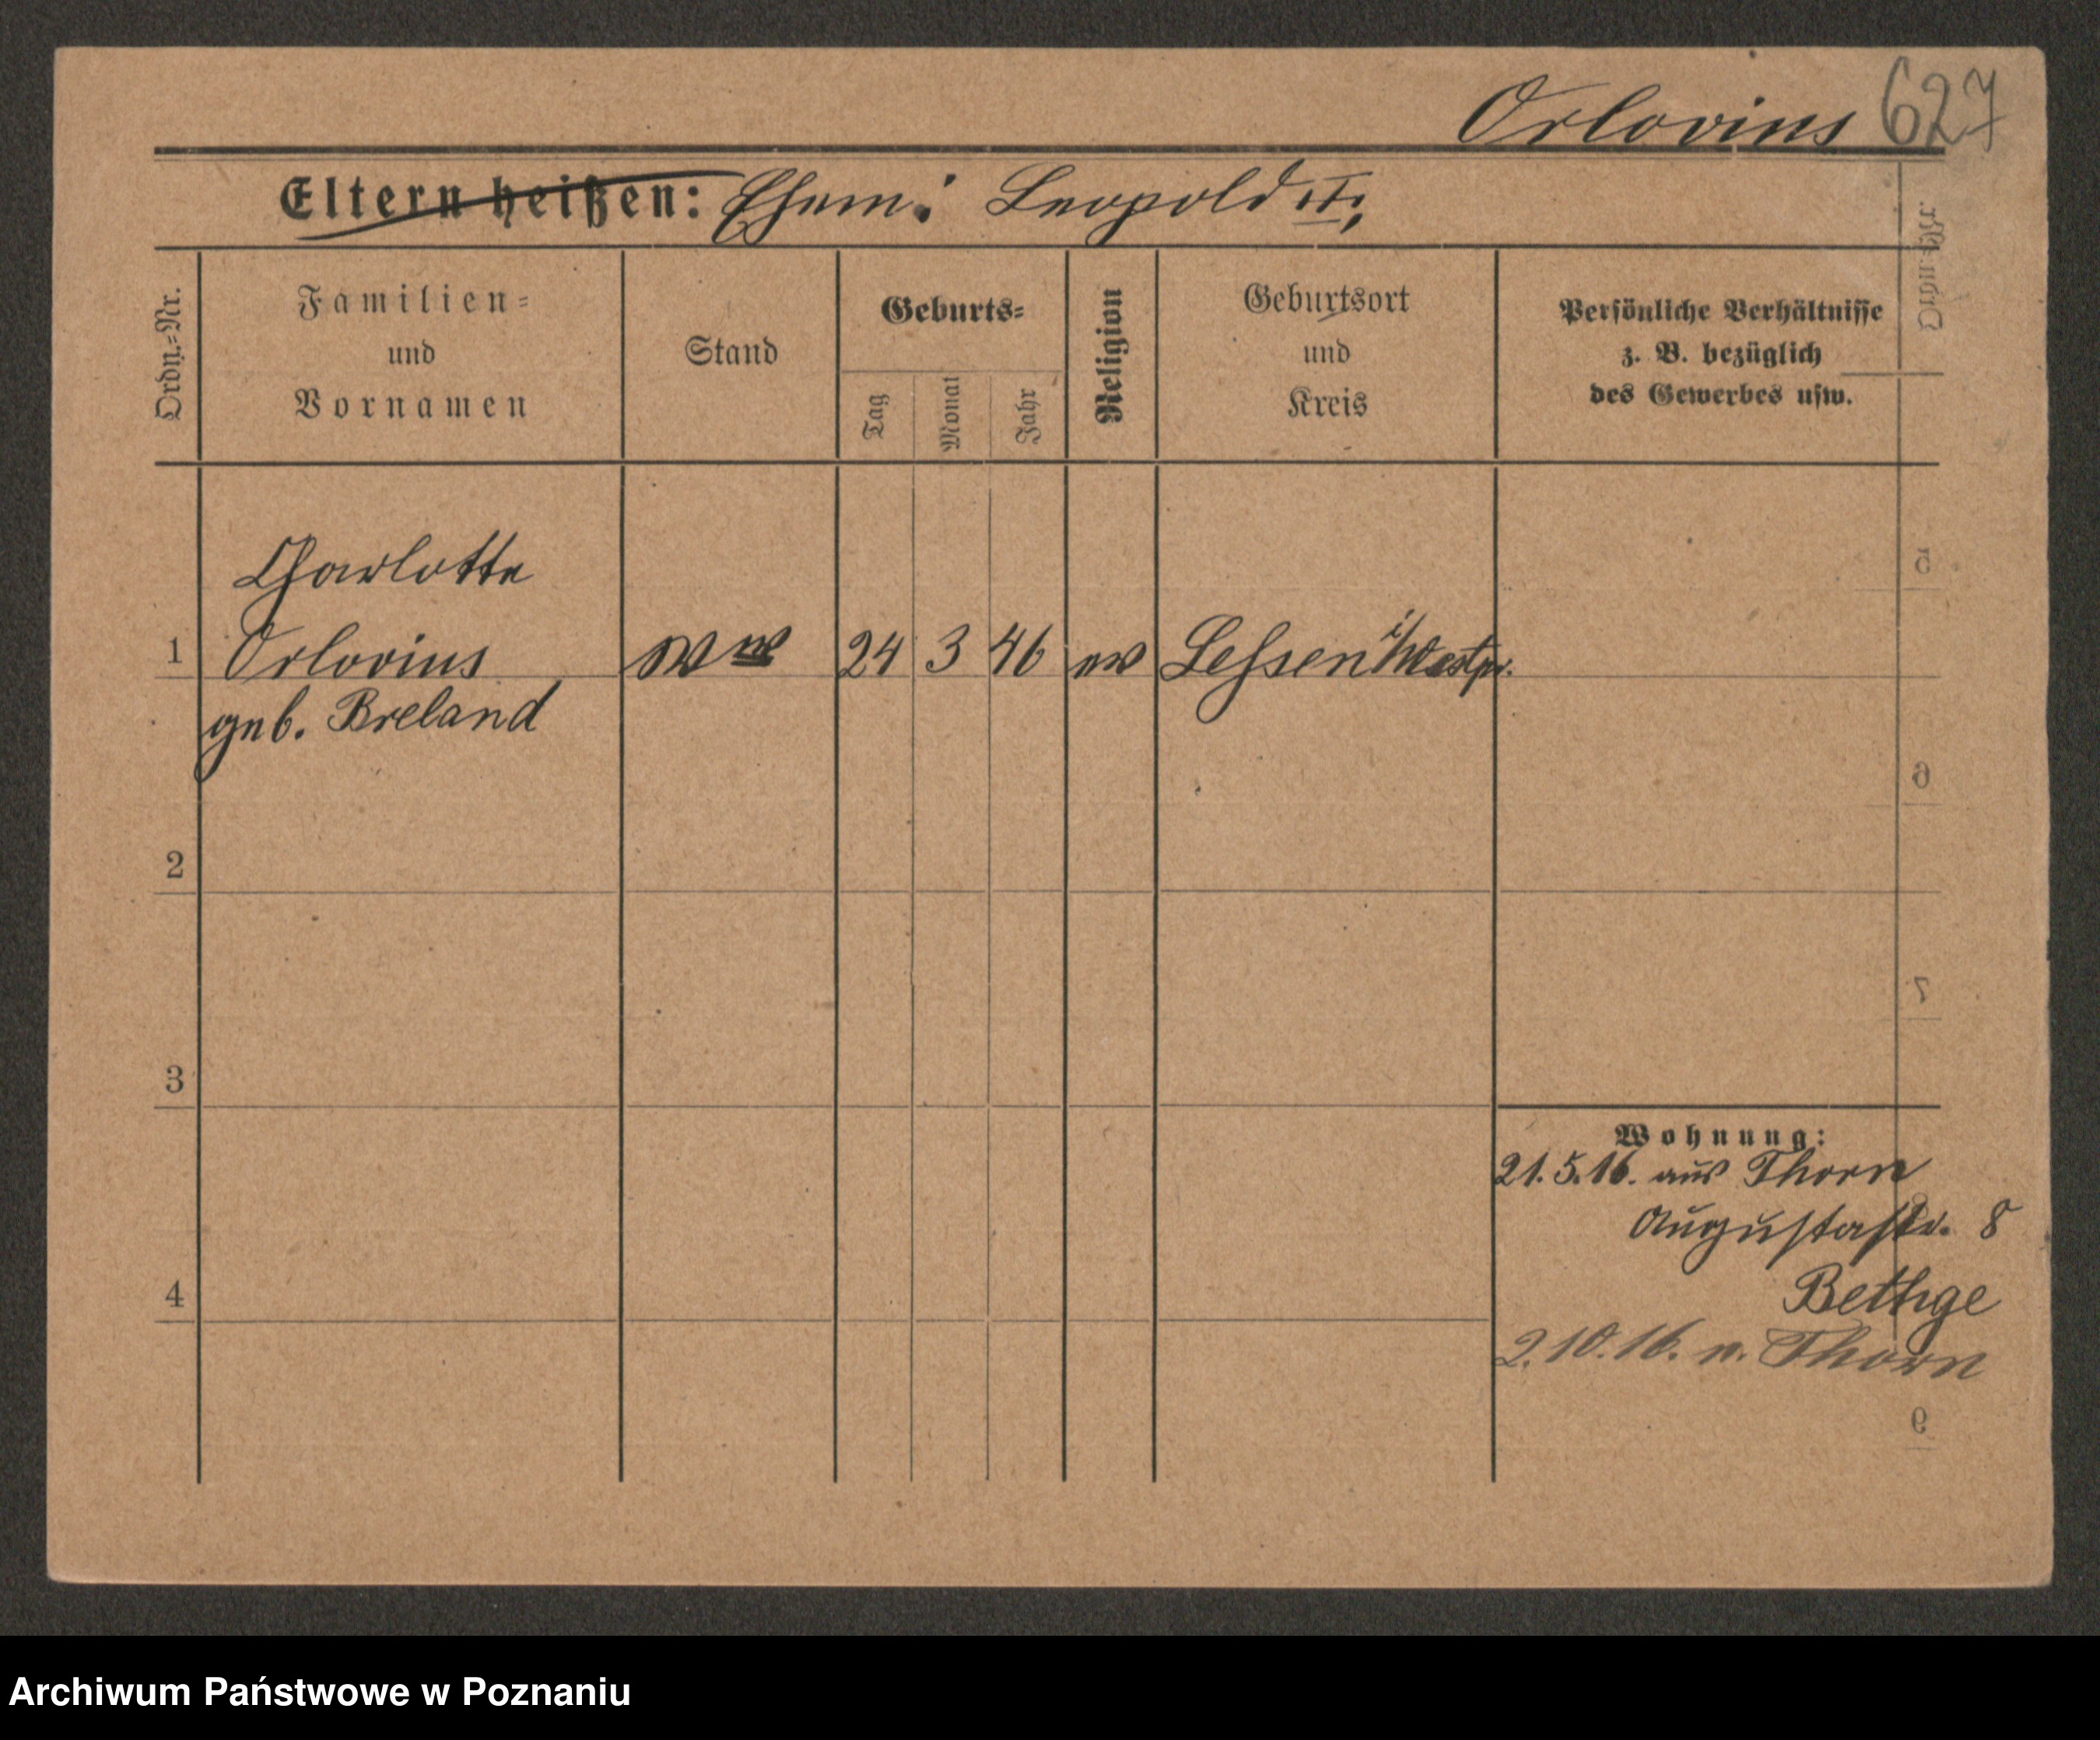 Orlovius 627
Eltern heißen: Ehem: Leopold
Ordn.-Nr.
Familien-
und
Vornamen
Stand
Geburts-
Tag
Monat
Jahr
Religion
Geburtsort
und
Kreis
Persönliche Verhältnisse
z. B. bezüglich
des Gewerbes usw.
Charlotte
1 Orlovius 24 3 46 ev Lessen i/Westpr.
geb. Breland
2
3
4
Wohnung:
21.5.16. aus Thorn
Augustastr. 8
Bethge
2.10.16. n. Thorn
Ordn.-Nr.
5
6
7
9
Archiwum Państwowe w Poznaniu